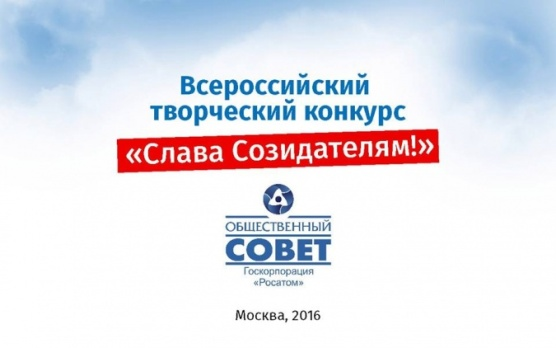 Всероссийский
творческий конкурс
«Слава Созидателям!»
ОБЩЕСТВЕННЫЙ
СОВЕТ
Госкорпорация
«Росатом»
Москва, 2016